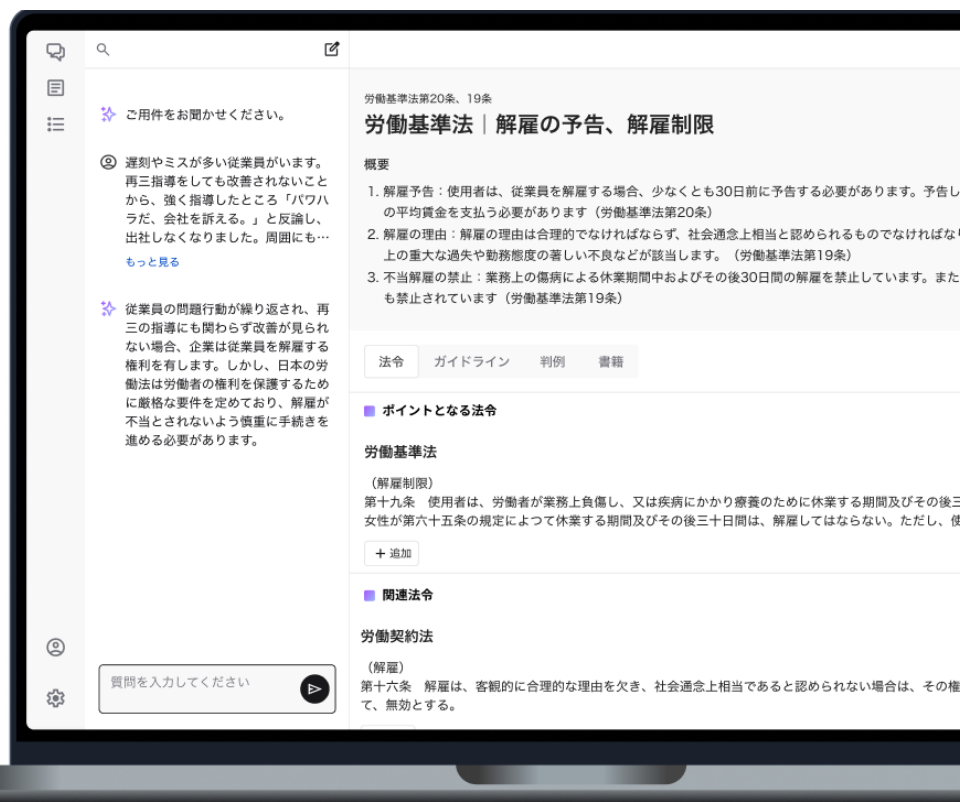 ご用件をお聞かせください。
遅刻やミスが多い従業員がいます。
再三指導をしても改善されないこと
から、強く指導したところ「パワハ
ラだ、会社を訴える。」と反論し、
出社しなくなりました。周囲にも…
もっと見る
従業員の問題行動が繰り返され、再
三の指導にも関わらず改善が見られ
ない場合、企業は従業員を解雇する
権利を有します。しかし、日本の労
働法は労働者の権利を保護するため
に厳格な要件を定めており、解雇が
不当とされないよう慎重に手続きを
進める必要があります。
質問を入力してください
労働基準法第20条、19条
労働基準法｜解雇の予告、解雇制限
概要
1. 解雇予告：使用者は、従業員を解雇する場合、少なくとも30日前に予告する必要があります。予告し
の平均賃金を支払う必要があります（労働基準法第20条）
2. 解雇の理由：解雇の理由は合理的でなければならず、社会通念上相当と認められるものでなければなり
上の重大な過失や勤務態度の著しい不良などが該当します。（労働基準法第19条）
3. 不当解雇の禁止：業務上の傷病による休業期間中およびその後30日間の解雇を禁止しています。また
も禁止されています（労働基準法第19条）
法令 ガイドライン 判例 書籍
ポイントとなる法令
労働基準法
（解雇制限）
第十九条　使用者は、労働者が業務上負傷し、又は疾病にかかり療養のために休業する期間及びその後三
女性が第六十五条の規定によつて休業する期間及びその後三十日間は、解雇してはならない。ただし、使
+ 追加
関連法令
労働契約法
（解雇）
第十六条　解雇は、客観的に合理的な理由を欠き、社会通念上相当であると認められない場合は、その権
て、無効とする。